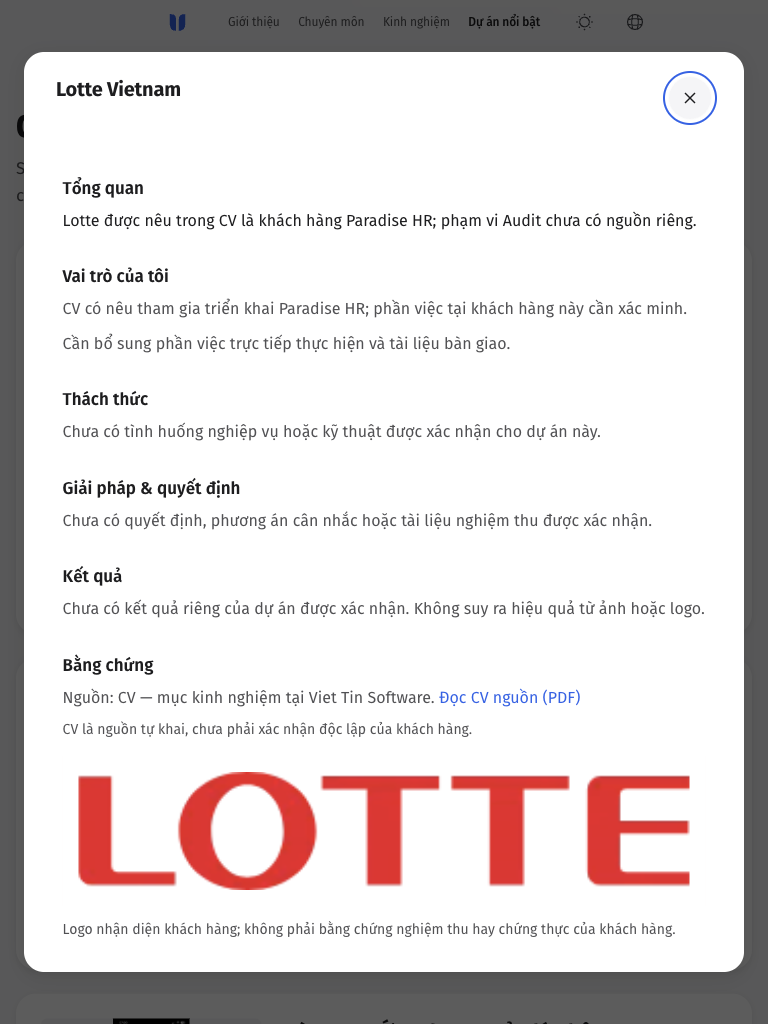 Giới thiệu Chuyên môn Kinh nghiệm Dự án nổi bật
Lotte Vietnam
Tổng quan
Lotte được nêu trong CV là khách hàng Paradise HR; phạm vi Audit chưa có nguồn riêng.
Vai trò của tôi
CV có nêu tham gia triển khai Paradise HR; phần việc tại khách hàng này cần xác minh.
Cần bổ sung phần việc trực tiếp thực hiện và tài liệu bàn giao.
Thách thức
Chưa có tình huống nghiệp vụ hoặc kỹ thuật được xác nhận cho dự án này.
Giải pháp & quyết định
Chưa có quyết định, phương án cân nhắc hoặc tài liệu nghiệm thu được xác nhận.
Kết quả
Chưa có kết quả riêng của dự án được xác nhận. Không suy ra hiệu quả từ ảnh hoặc logo.
Bằng chứng
Nguồn: CV — mục kinh nghiệm tại Viet Tin Software. Đọc CV nguồn (PDF)
CV là nguồn tự khai, chưa phải xác nhận độc lập của khách hàng.
LOTTE
Logo nhận diện khách hàng; không phải bằng chứng nghiệm thu hay chứng thực của khách hàng.